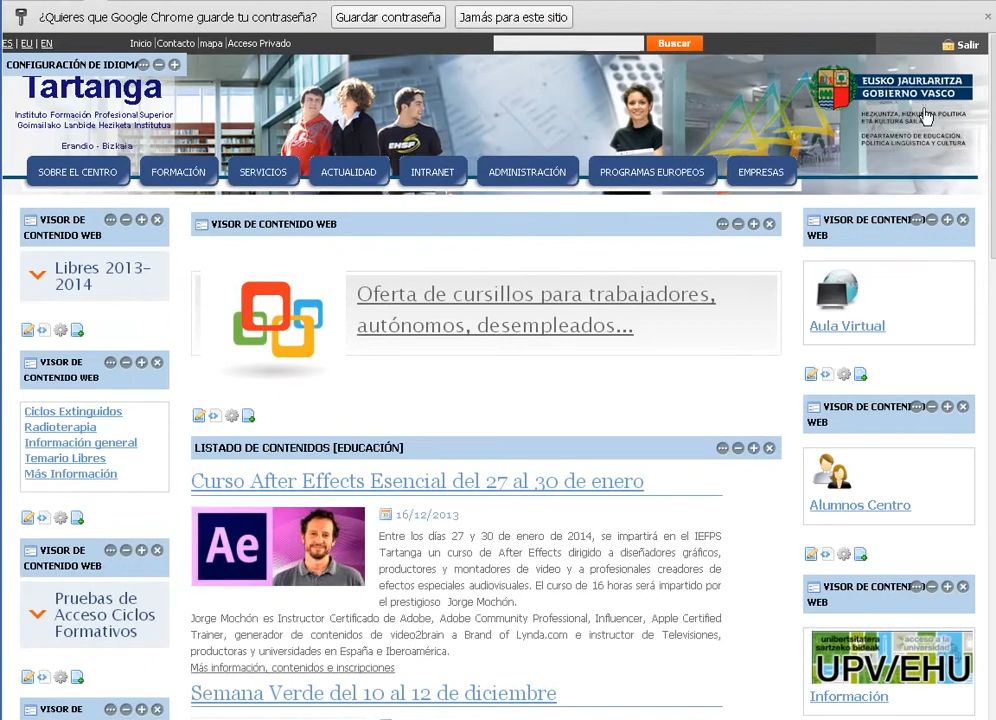 ¿Quieres que Google Chrome guarde tu contraseña? Guardar contraseña Jamás para este sitio
ES | EU | EN Inicio | Contacto | mapa | Acceso Privado Buscar Salir
CONFIGURACIÓN DE IDIOMA
Tartanga
Instituto Formación Profesional Superior
Goimailako Lanbide Heziketa Institutua
Erandio - Bizkaia
EHSF
EUSKO JAURLARITZA
GOBIERNO VASCO
HEZKUNTZA, HIZKUNTZA POLITIKA
ETA KULTURA SAILA
DEPARTAMENTO DE EDUCACIÓN,
POLÍTICA LINGÜÍSTICA Y CULTURA
SOBRE EL CENTRO FORMACIÓN SERVICIOS ACTUALIDAD INTRANET ADMINISTRACIÓN PROGRAMAS EUROPEOS EMPRESAS
VISOR DE
CONTENIDO WEB
Libres 2013-
2014
VISOR DE
CONTENIDO WEB
Ciclos Extinguidos
Radioterapia
Información general
Temario Libres
Más Información
VISOR DE
CONTENIDO WEB
Pruebas de
Acceso Ciclos
Formativos
VISOR DE
VISOR DE CONTENIDO WEB
Oferta de cursillos para trabajadores,
autónomos, desempleados...
LISTADO DE CONTENIDOS [EDUCACIÓN]
Curso After Effects Esencial del 27 al 30 de enero
Ae
16/12/2013
Entre los días 27 y 30 de enero de 2014, se impartirá en el IEFPS
Tartanga un curso de After Effects dirigido a diseñadores gráficos,
productores y montadores de video y a profesionales creadores de
efectos especiales audiovisuales. El curso de 16 horas será impartido por
el prestigioso Jorge Mochón.
Jorge Mochón es Instructor Certificado de Adobe, Adobe Community Professional, Influencer, Apple Certified
Trainer, generador de contenidos de video2brain a Brand of Lynda.com e instructor de Televisiones,
productoras y universidades en España e Iberoamérica.
Más información, contenidos e inscripciones
Semana Verde del 10 al 12 de diciembre
VISOR DE CONTENIDO
WEB
Aula Virtual
VISOR DE CONTENIDO
WEB
Alumnos Centro
VISOR DE CONTENIDO
WEB
unibertsitatera
sartzeko bideak
acceso a la
universidad
UPV/EHU
Información